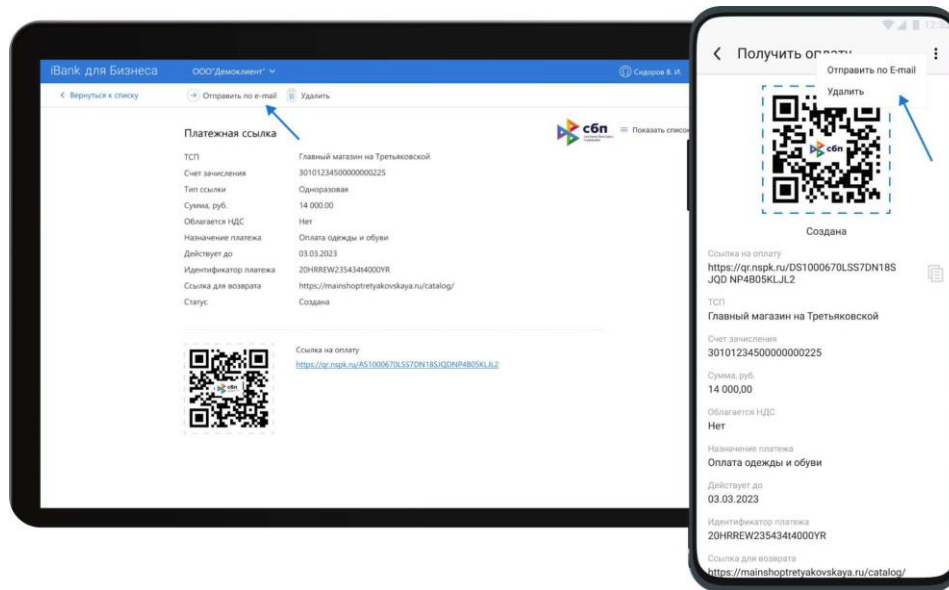 iBank для Бизнеса
ООО"Демоклиент"
Сидоров В. И.
Вернуться к списку
Отправить по e-mail
Удалить
Платежная ссылка
сбп
Показать список
ТСП Главный магазин на Третьяковской
Счет зачисления 30101234500000000225
Тип ссылки Одноразовая
Сумма, руб. 14 000.00
Облагается НДС Нет
Назначение платежа Оплата одежды и обуви
Действует до 03.03.2023
Идентификатор платежа 20HRREW235434t4000YR
Ссылка для возврата https://mainshoptretyakovskaya.ru/catalog/
Статус Создана
сбп
Ссылка на оплату
https://qr.nspk.ru/AS1000670LSS7DN18SJQDNP4B05KLJL2
Получить оплату
Отправить по E-mail
Удалить
сбп
Создана
Ссылка на оплату
https://qr.nspk.ru/DS1000670LSS7DN18S
JQD NP4B05KLJL2
ТСП
Главный магазин на Третьяковской
Счет зачисления
30101234500000000225
Сумма, руб.
14 000,00
Облагается НДС
Нет
Назначение платежа
Оплата одежды и обуви
Действует до
03.03.2023
Идентификатор платежа
20HRREW235434t4000YR
Ссылка для возврата
https://mainshoptretyakovskaya.ru/catalog/